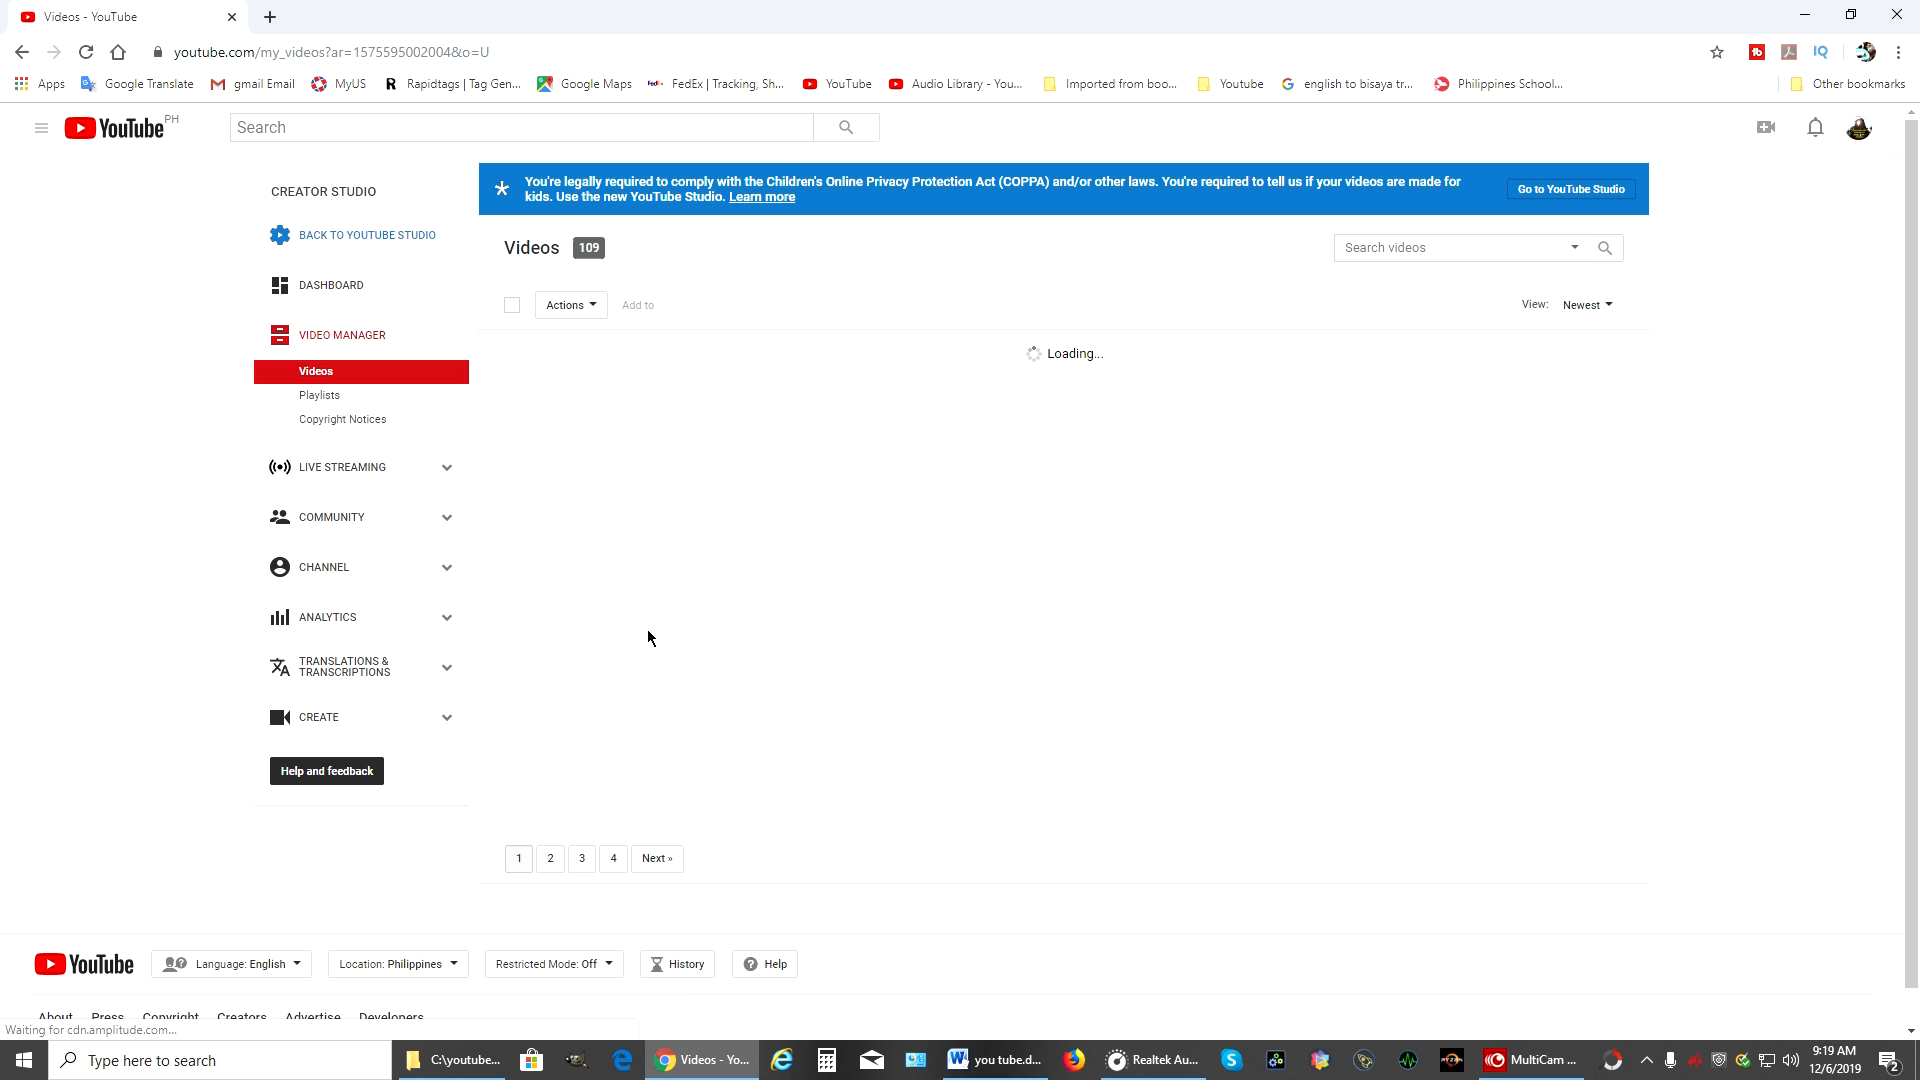 Videos - YouTube
youtube.com/my_videos?ar=1575595002004&o=U
IQ
Apps Google Translate gmail Email MyUS Rapidtags | Tag Gen... Google Maps FedEx | Tracking, Sh... YouTube Audio Library - You... Imported from boo... Youtube english to bisaya tr... Philippines School... Other bookmarks
YouTube PH
Search
CREATOR STUDIO
BACK TO YOUTUBE STUDIO
DASHBOARD
VIDEO MANAGER
Videos
Playlists
Copyright Notices
LIVE STREAMING
COMMUNITY
CHANNEL
ANALYTICS
TRANSLATIONS &
TRANSCRIPTIONS
CREATE
Help and feedback
You're legally required to comply with the Children's Online Privacy Protection Act (COPPA) and/or other laws. You're required to tell us if your videos are made for
kids. Use the new YouTube Studio. Learn more
Go to YouTube Studio
Videos 109
Search videos
Actions Add to
View: Newest
Loading...
1 2 3 4 Next »
YouTube Language: English Location: Philippines Restricted Mode: Off History Help
About Press Copyright Creators Advertise Developers
Waiting for cdn.amplitude.com...
Type here to search
C:\youtube...
Videos - Yo...
you tube.d...
Realtek Au...
MultiCam ...
9:19 AM
12/6/2019
2